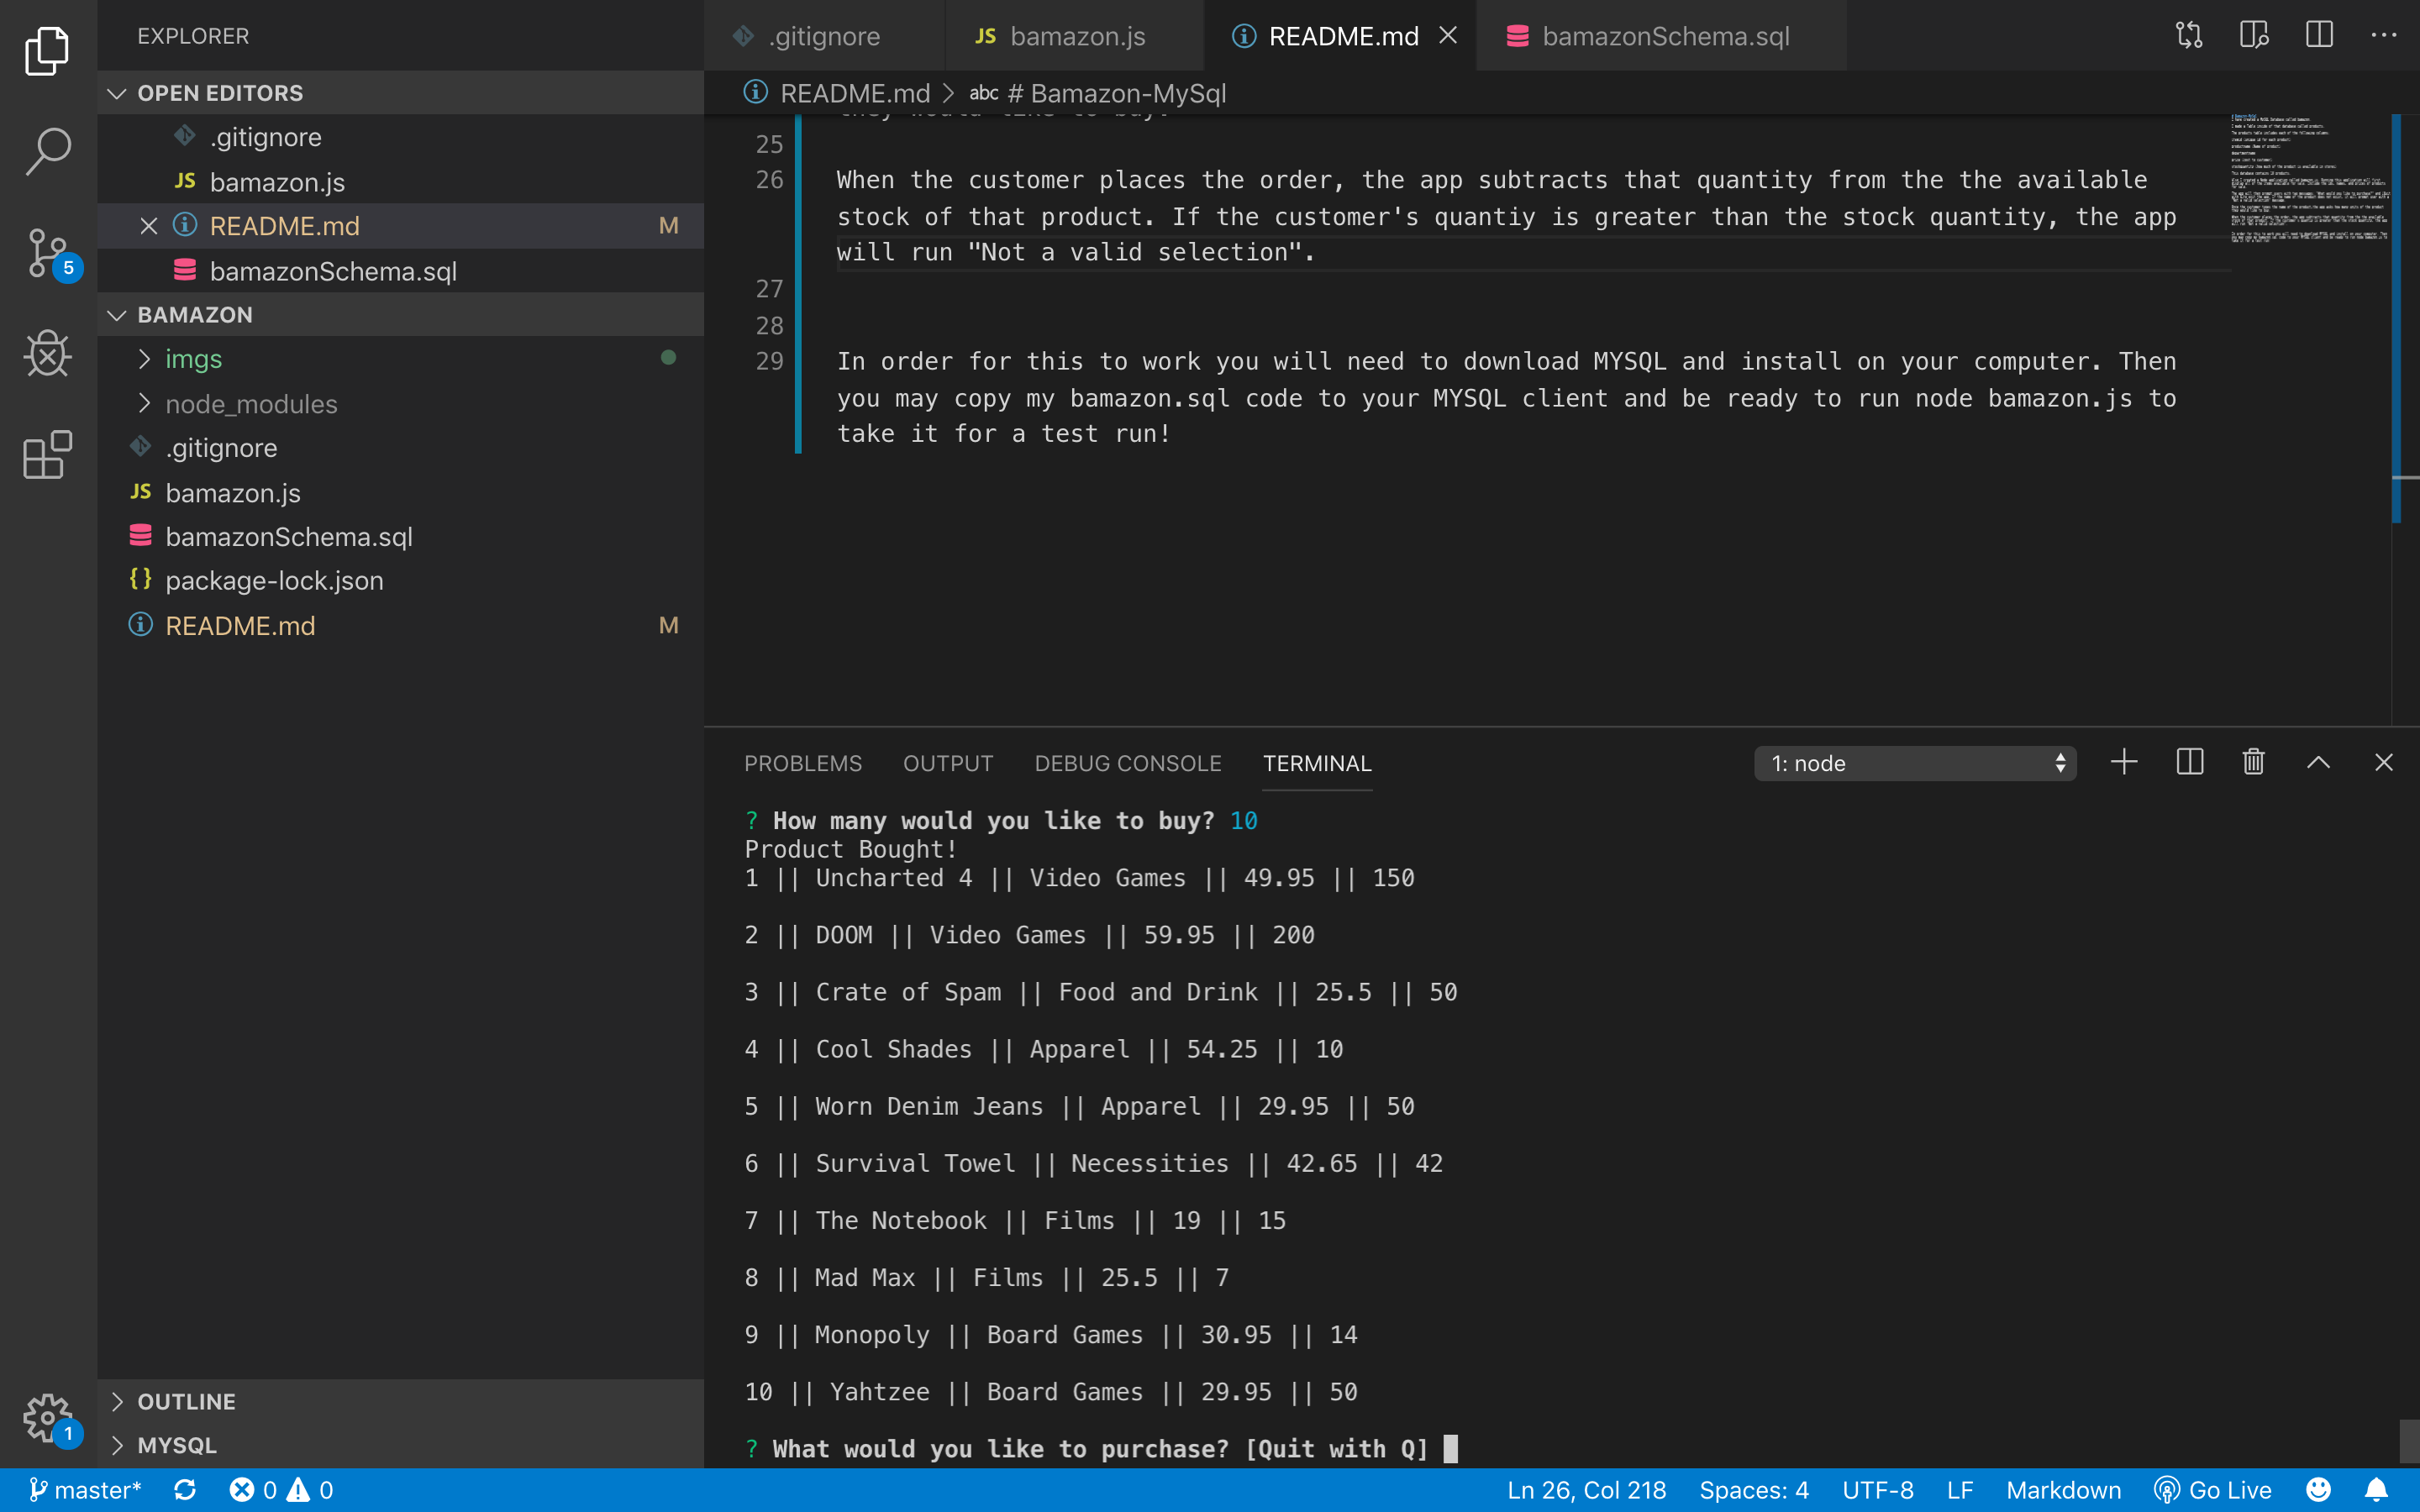 EXPLORER
OPEN EDITORS
.gitignore
JS bamazon.js
README.md M
bamazonSchema.sql
5
BAMAZON
imgs
node_modules
.gitignore
JS bamazon.js
bamazonSchema.sql
{} package-lock.json
README.md M
OUTLINE
MYSQL
1
.gitignore
JS bamazon.js
README.md
bamazonSchema.sql
README.md > abc # Bamazon-MySql
they would like to buy.
25
26 When the customer places the order, the app subtracts that quantity from the the available
stock of that product. If the customer's quantiy is greater than the stock quantity, the app
will run "Not a valid selection".
27
28
29 In order for this to work you will need to download MYSQL and install on your computer. Then
you may copy my bamazon.sql code to your MYSQL client and be ready to run node bamazon.js to
take it for a test run!
PROBLEMS OUTPUT DEBUG CONSOLE TERMINAL 1: node
? How many would you like to buy? 10
Product Bought!
1 || Uncharted 4 || Video Games || 49.95 || 150
2 || DOOM || Video Games || 59.95 || 200
3 || Crate of Spam || Food and Drink || 25.5 || 50
4 || Cool Shades || Apparel || 54.25 || 10
5 || Worn Denim Jeans || Apparel || 29.95 || 50
6 || Survival Towel || Necessities || 42.65 || 42
7 || The Notebook || Films || 19 || 15
8 || Mad Max || Films || 25.5 || 7
9 || Monopoly || Board Games || 30.95 || 14
10 || Yahtzee || Board Games || 29.95 || 50
? What would you like to purchase? [Quit with Q]
master* 0 0 Ln 26, Col 218 Spaces: 4 UTF-8 LF Markdown Go Live